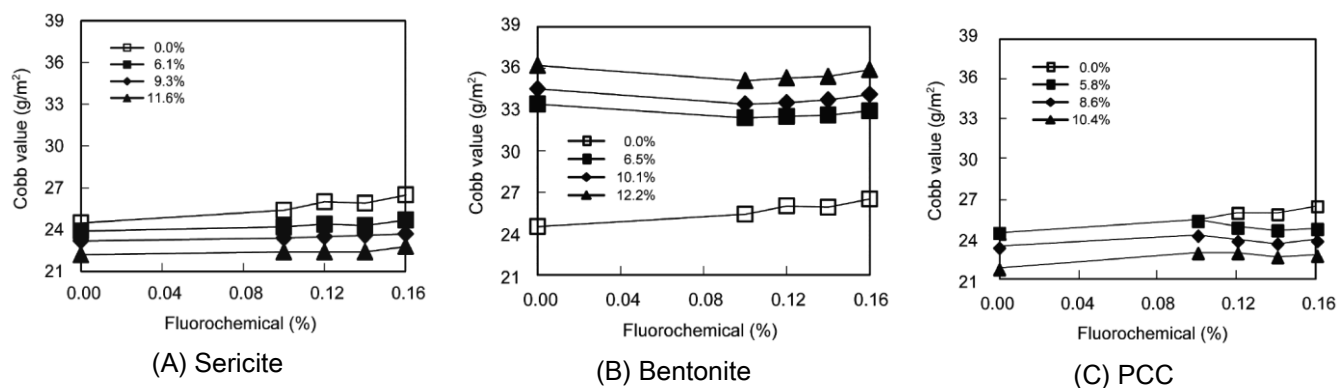 39
36
33
30
27
24
21
Cobb value (g/m²)
0.0%
6.1%
9.3%
11.6%
0.00 0.04 0.08 0.12 0.16
Fluorochemical (%)
(A) Sericite
39
36
33
30
27
24
21
Cobb value (g/m²)
0.0%
6.5%
10.1%
12.2%
0.00 0.04 0.08 0.12 0.16
Fluorochemical (%)
(B) Bentonite
39
36
33
30
27
24
21
Cobb value (g/m²)
0.0%
5.8%
8.6%
10.4%
0.00 0.04 0.08 0.12 0.16
Fluorochemical (%)
(C) PCC